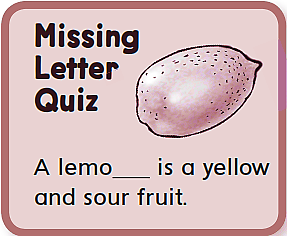 Missing
Letter
Quiz
A lemo___ is a yellow
and sour fruit.